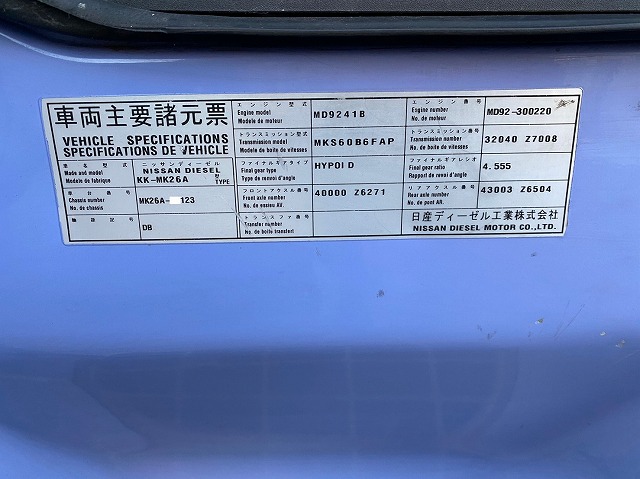 車両主要諸元票
VEHICLE SPECIFICATIONS
SPECIFICATIONS DE VEHICLE
車名及型式
Make and model
Modele de fabrique
ニッサンディーゼル
NISSAN DIESEL
KK-MK26A
型
TYPE
車台番号
Chassis number
No. de chassis
MK26A- 123
DB
エンジン型式
Engine model
Modele de moteur
MD9241B
トランスミッション型式
Transmission model
Modele de boite de vitesses
MKS60B6FAP
ファイナルギアタイプ
Final gear type
Type de renvoi d'angle
HYPOID
フロントアクスル番号
Front axle number
No. de essieu AV.
40000 Z6271
トランスファ番号
Transfer number
No. de boite transfert
エンジン番号
Engine number
No. de moteur
MD92-300220
トランスミッション番号
Transmission number
No. de boite de vitesses
32040 Z7008
ファイナルギアレシオ
Final gear ratio
Rapport de renvoi d'angle
4.555
リアアクスル番号
Rear axle number
No. de pont AR.
43003 Z6504
日産ディーゼル工業株式会社
NISSAN DIESEL MOTOR CO.,LTD.